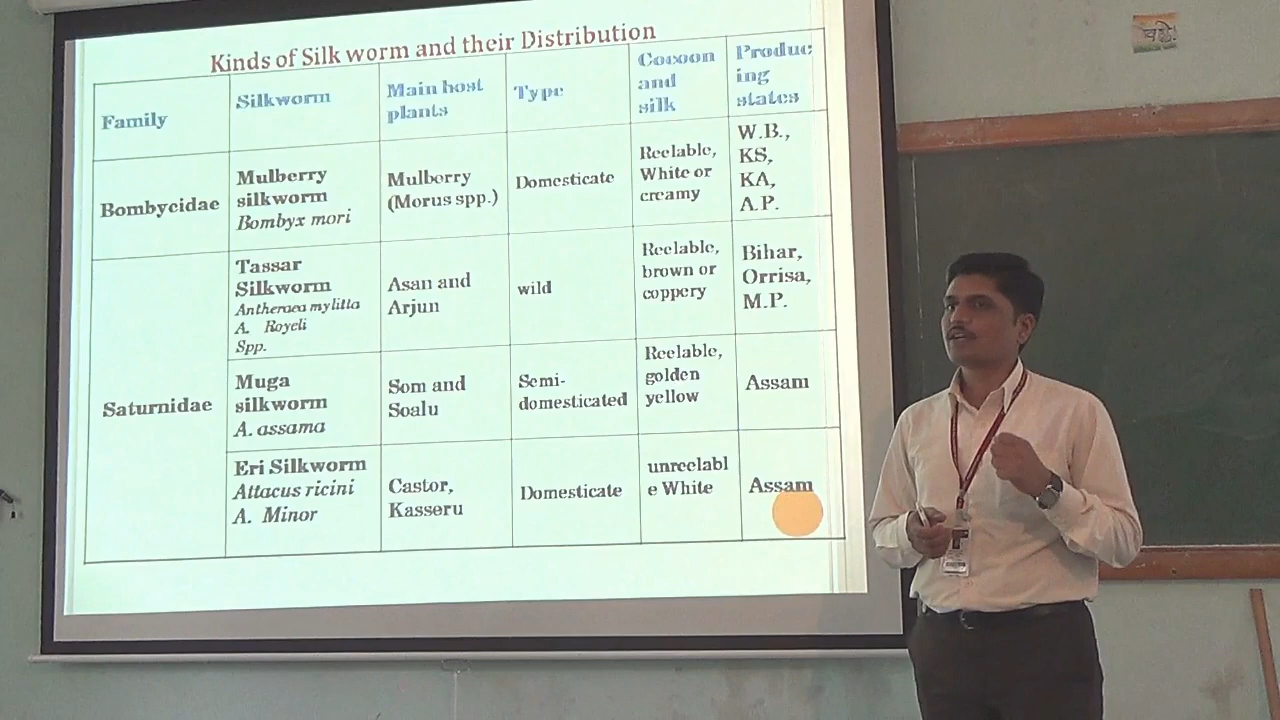 Kinds of Silk worm and their Distribution
Family
Silkworm
Main host
plants
Type
Cocoon
and
silk
Produc
ing
states
Bombycidae
Mulberry
silkworm
Bombyx mori
Mulberry
(Morus spp.)
Domesticate
Reelable,
White or
creamy
W.B.,
KS,
KA,
A.P.
Saturnidae
Tassar
Silkworm
Antheraea mylitta
A. Royeli
Spp.
Asan and
Arjun
wild
Reelable,
brown or
coppery
Bihar,
Orrisa,
M.P.
Muga
silkworm
A. assama
Som and
Soalu
Semi-
domesticated
Reelable,
golden
yellow
Assam
Eri Silkworm
Attacus ricini
A. Minor
Castor,
Kasseru
Domesticate
unreelabl
e White
Assam